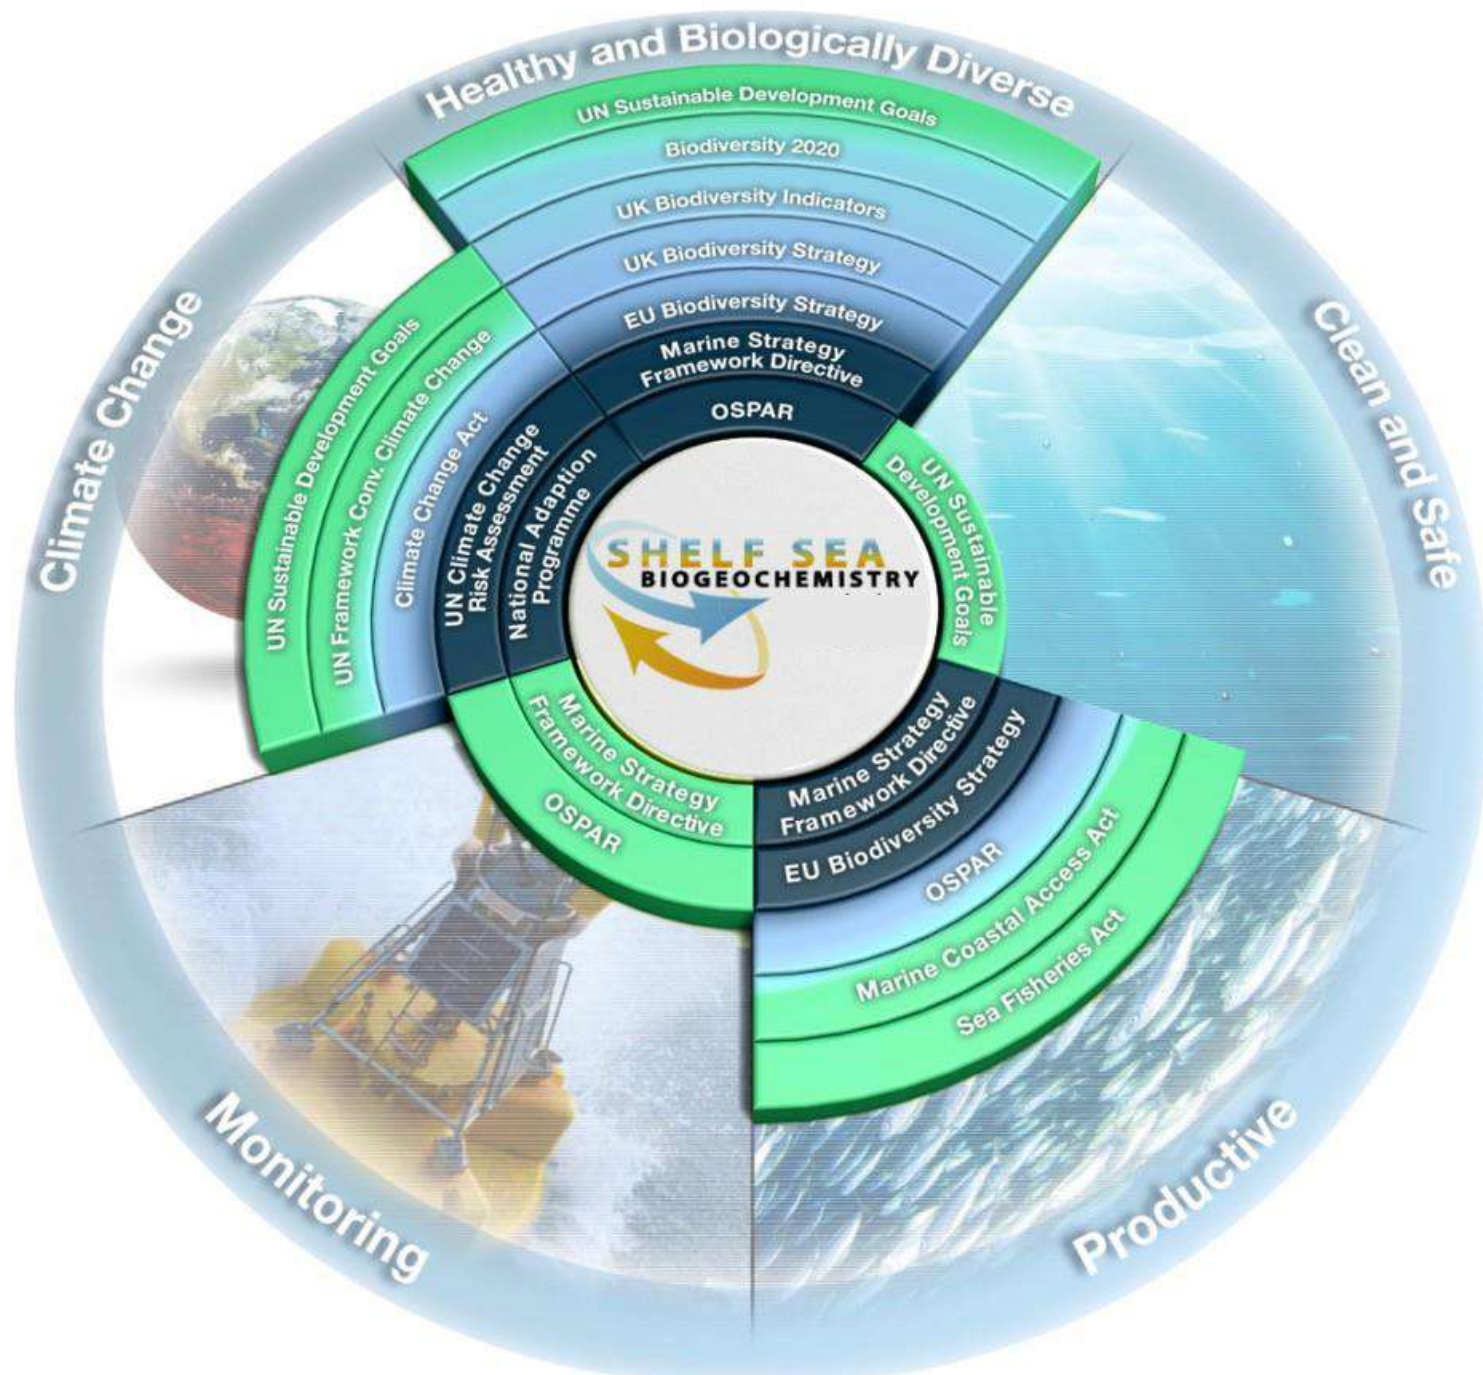 Healthy and Biologically Diverse
UN Sustainable Development Goals
Biodiversity 2020
UK Biodiversity Indicators
UK Biodiversity Strategy
EU Biodiversity Strategy
Marine Strategy
Framework Directive
OSPAR
Clean and Safe
UN Sustainable
Development Goals
Productive
Marine Strategy
Framework Directive
EU Biodiversity Strategy
OSPAR
Marine Coastal Access Act
Sea Fisheries Act
Monitoring
Marine Strategy
Framework Directive
OSPAR
Climate Change
UN Sustainable Development Goals
UN Framework Conv. Climate Change
Climate Change Act
UN Climate Change
Risk Assessment
National Adaption
Programme
SHELF SEA
BIOGEOCHEMISTRY